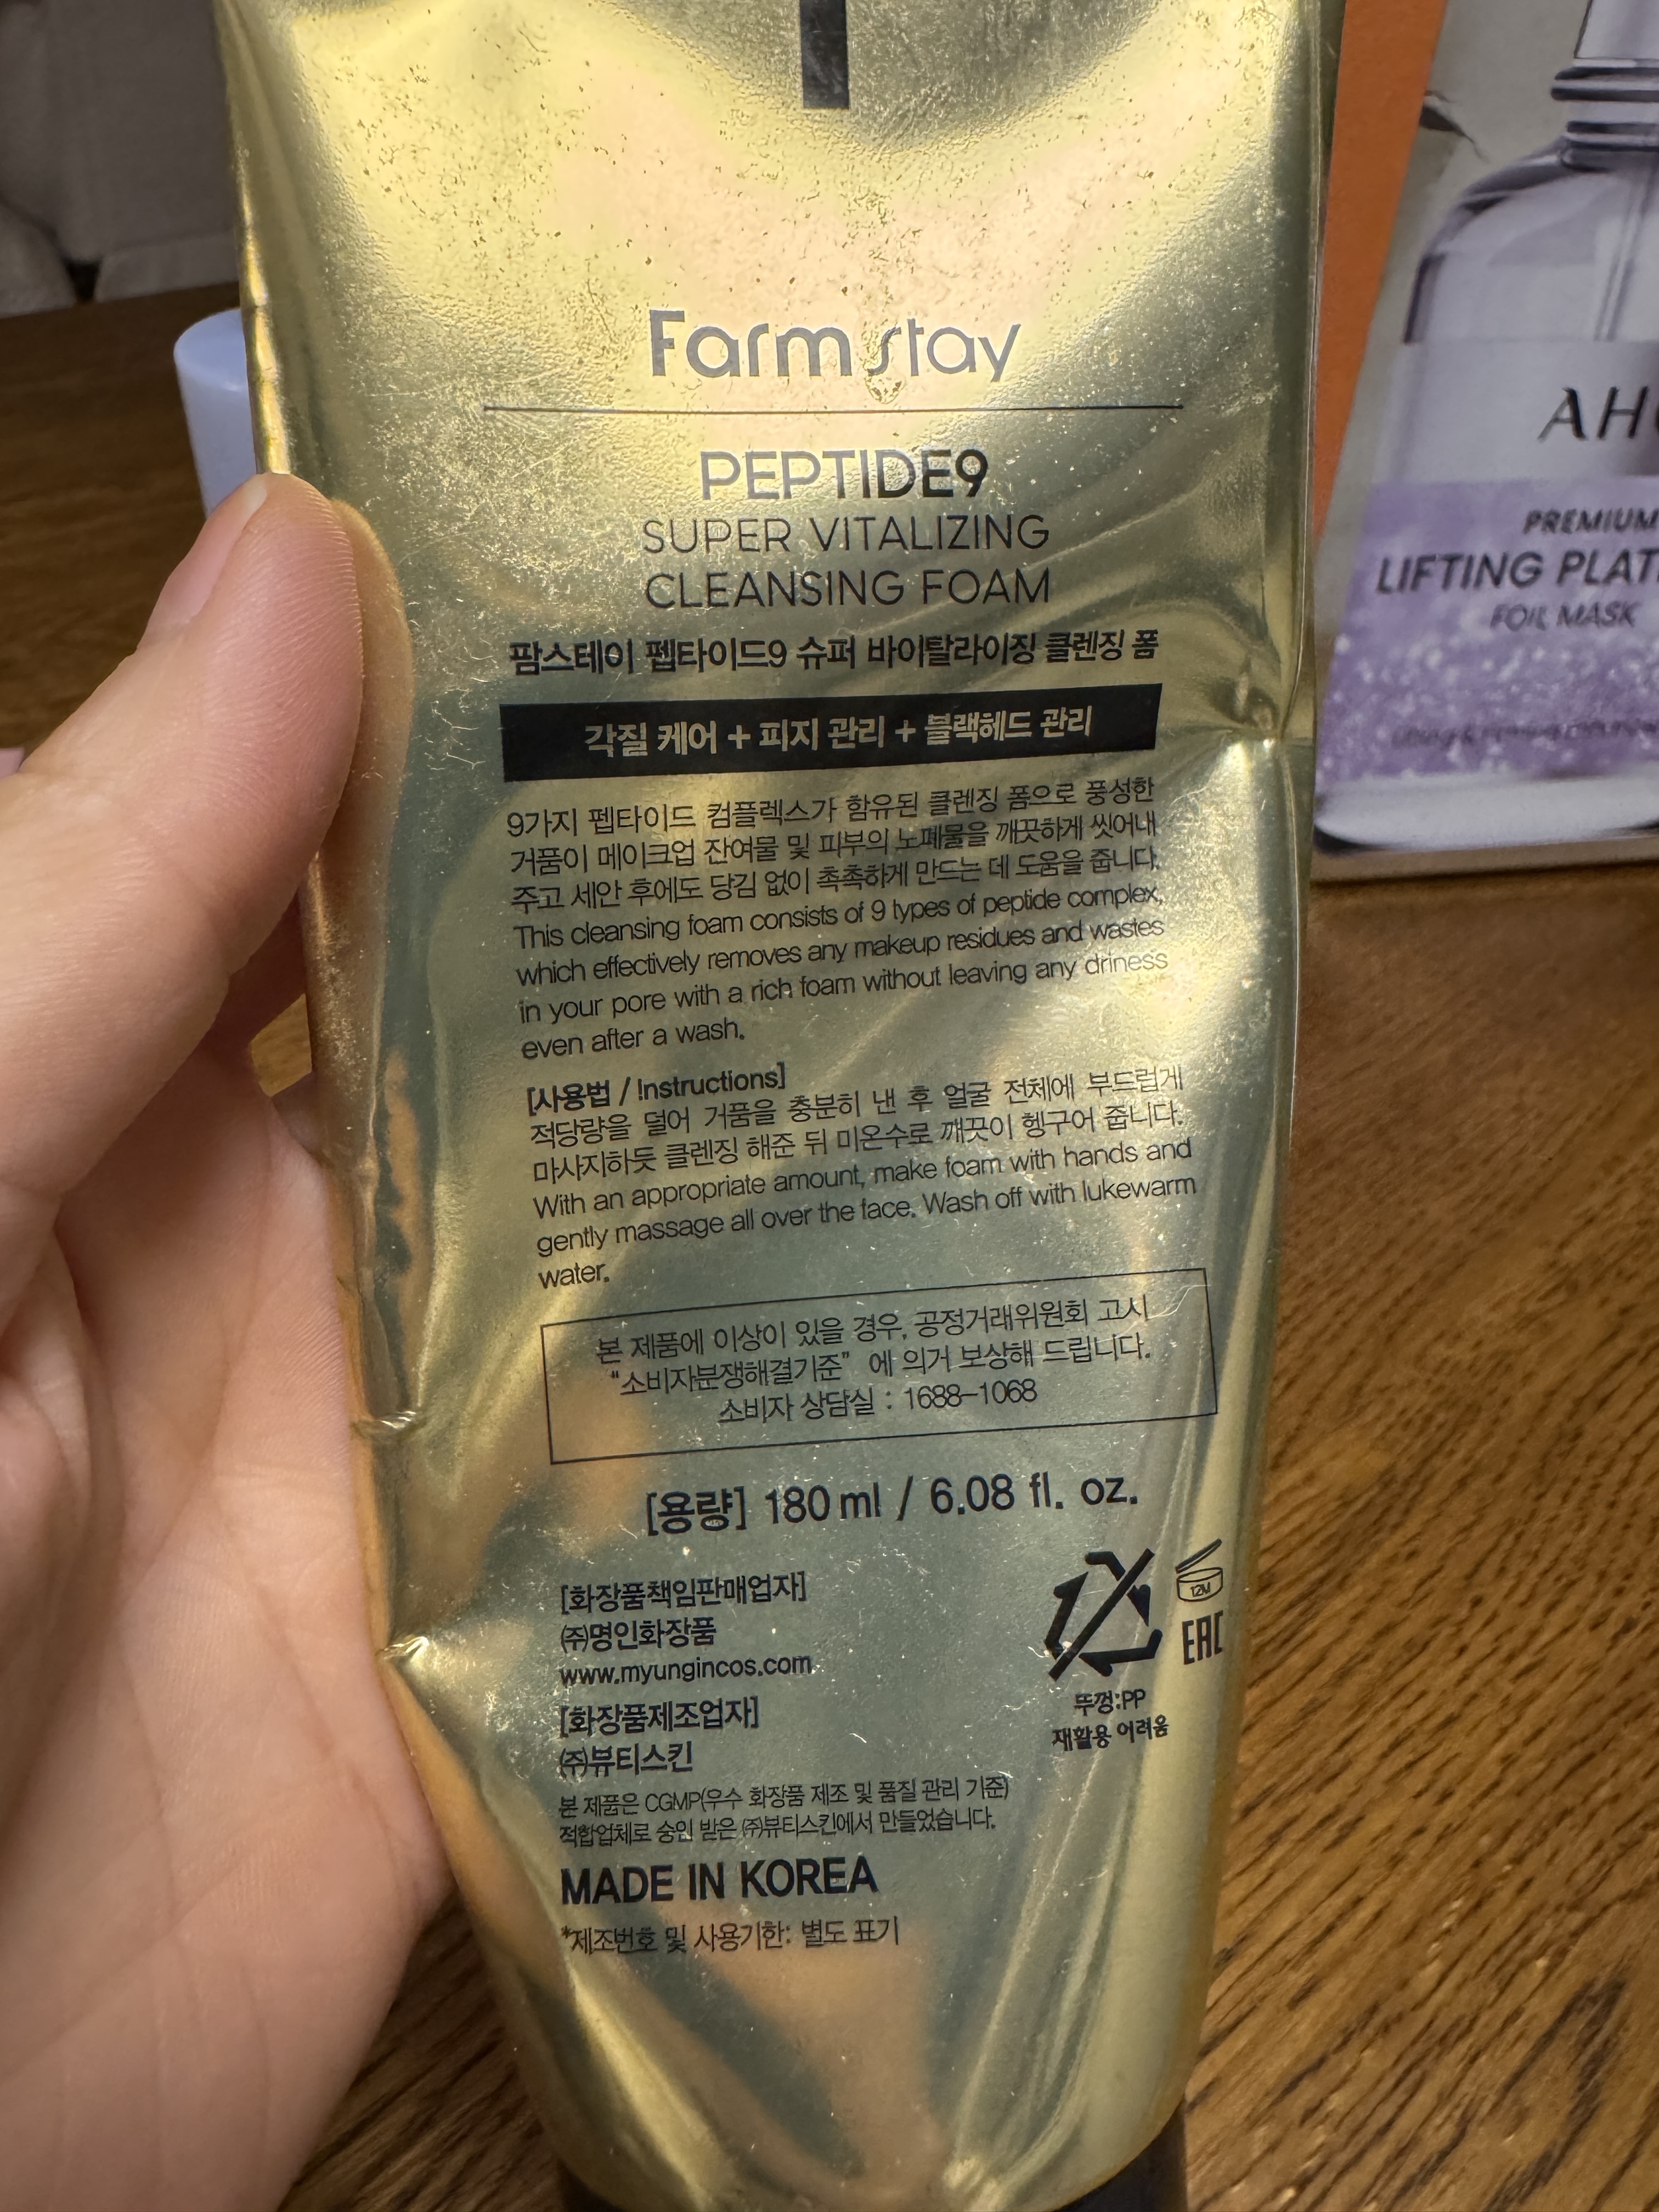 Farmstay
PEPTIDE9
SUPER VITALIZING
CLEANSING FOAM
팜스테이 펩타이드9 슈퍼 바이탈라이징 클렌징 폼
각질 케어 + 피지 관리 + 블랙헤드 관리
9가지 펩타이드 컴플렉스가 함유된 클렌징 폼으로 풍성한
거품이 메이크업 잔여물 및 피부의 노폐물을 깨끗하게 씻어내
주고 세안 후에도 당김 없이 촉촉하게 만드는 데 도움을 줍니다.
This cleansing foam consists of 9 types of peptide complex,
which effectively removes any makeup residues and wastes
in your pore with a rich foam without leaving any driness
even after a wash.
[사용법 / Instructions]
적당량을 덜어 거품을 충분히 낸 후 얼굴 전체에 부드럽게
마사지하듯 클렌징 해준 뒤 미온수로 깨끗이 헹구어 줍니다.
With an appropriate amount, make foam with hands and
gently massage all over the face. Wash off with lukewarm
water.
본 제품에 이상이 있을 경우, 공정거래위원회 고시
"소비자분쟁해결기준" 에 의거 보상해 드립니다.
소비자 상담실 : 1688-1068
[용량] 180 ml / 6.08 fl. oz.
[화장품책임판매업자]
㈜명인화장품
www.myungincos.com
[화장품제조업자]
㈜뷰티스킨
본 제품은 CGMP(우수 화장품 제조 및 품질 관리 기준)
적합업체로 승인 받은 ㈜뷰티스킨에서 만들었습니다.
MADE IN KOREA
*제조번호 및 사용기한: 별도 표기
12M
EAC
뚜껑:PP
재활용 어려움
AH
PREMIUM
LIFTING PLAT
FOIL MASK